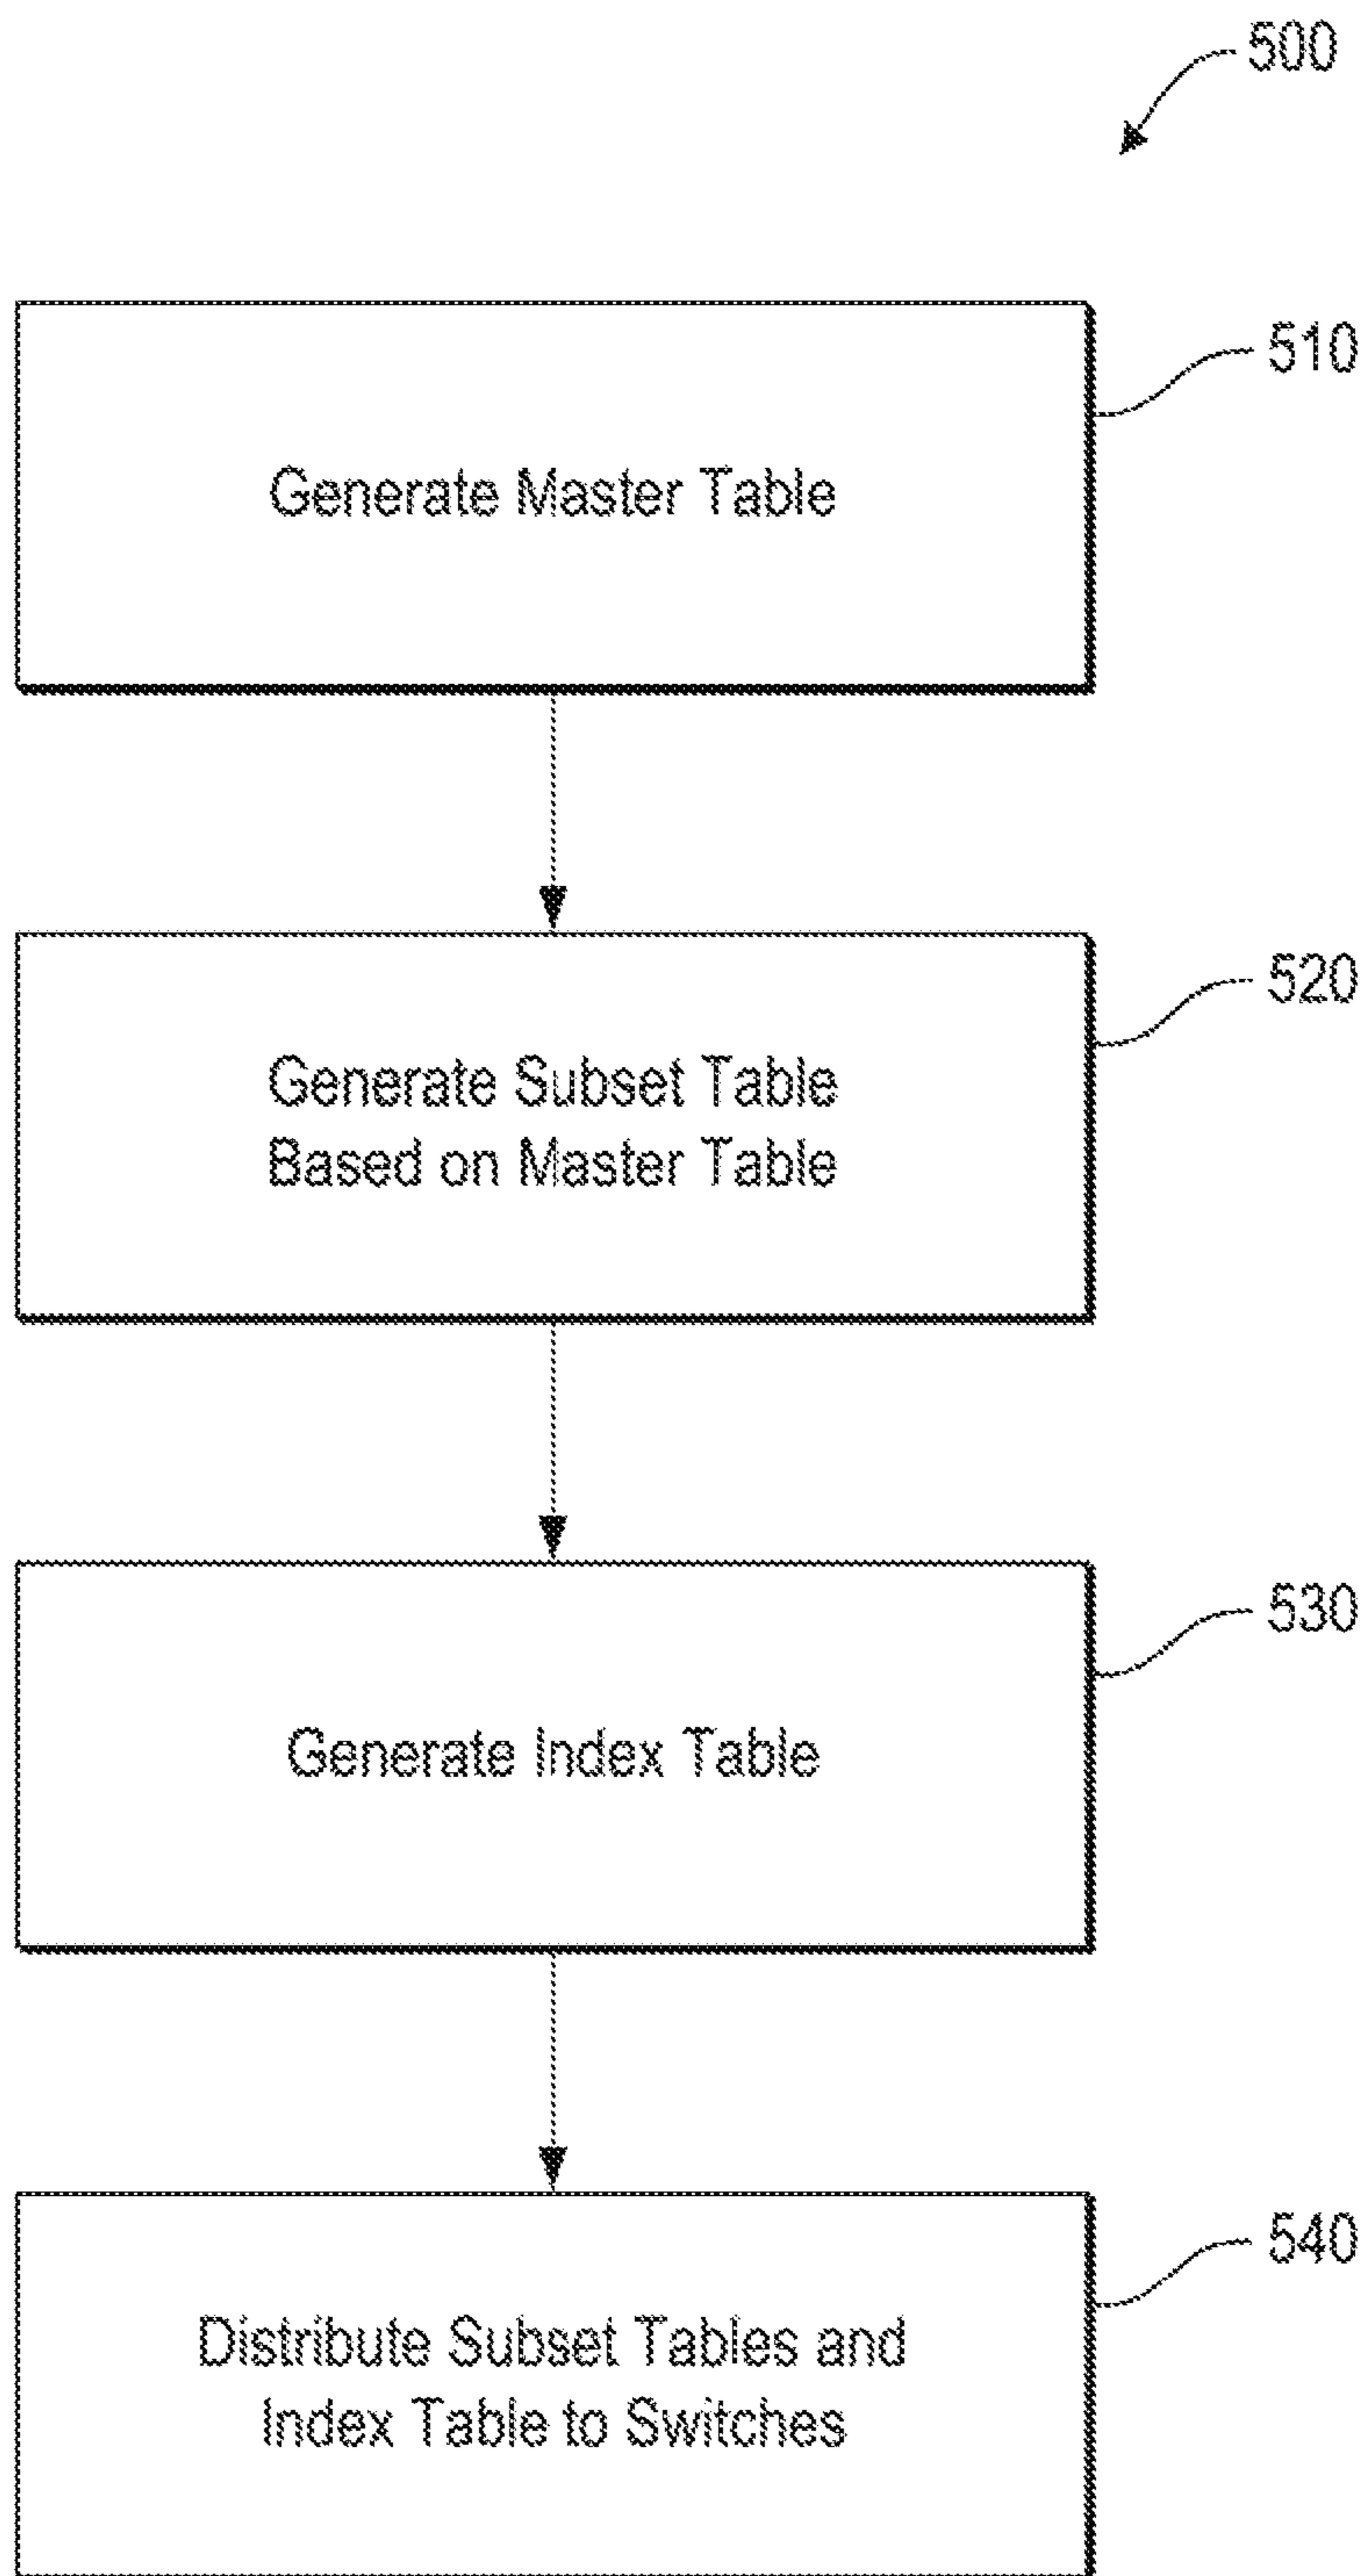 500
510
Generate Master Table
520
Generate Subset Table
Based on Master Table
530
Generate Index Table
540
Distribute Subset Tables and
Index Table to Switches